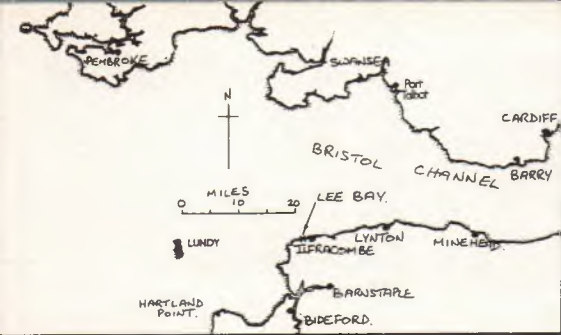 PEMBROKE
SWANSEA
Port
Talbot
N
CARDIFF
BRISTOL CHANNEL
BARRY
MILES
0 10 20
LEE BAY.
LUNDY
ILFRACOMBE
LYNTON
MINEHEAD.
HARTLAND
POINT.
BARNSTAPLE
BIDEFORD.